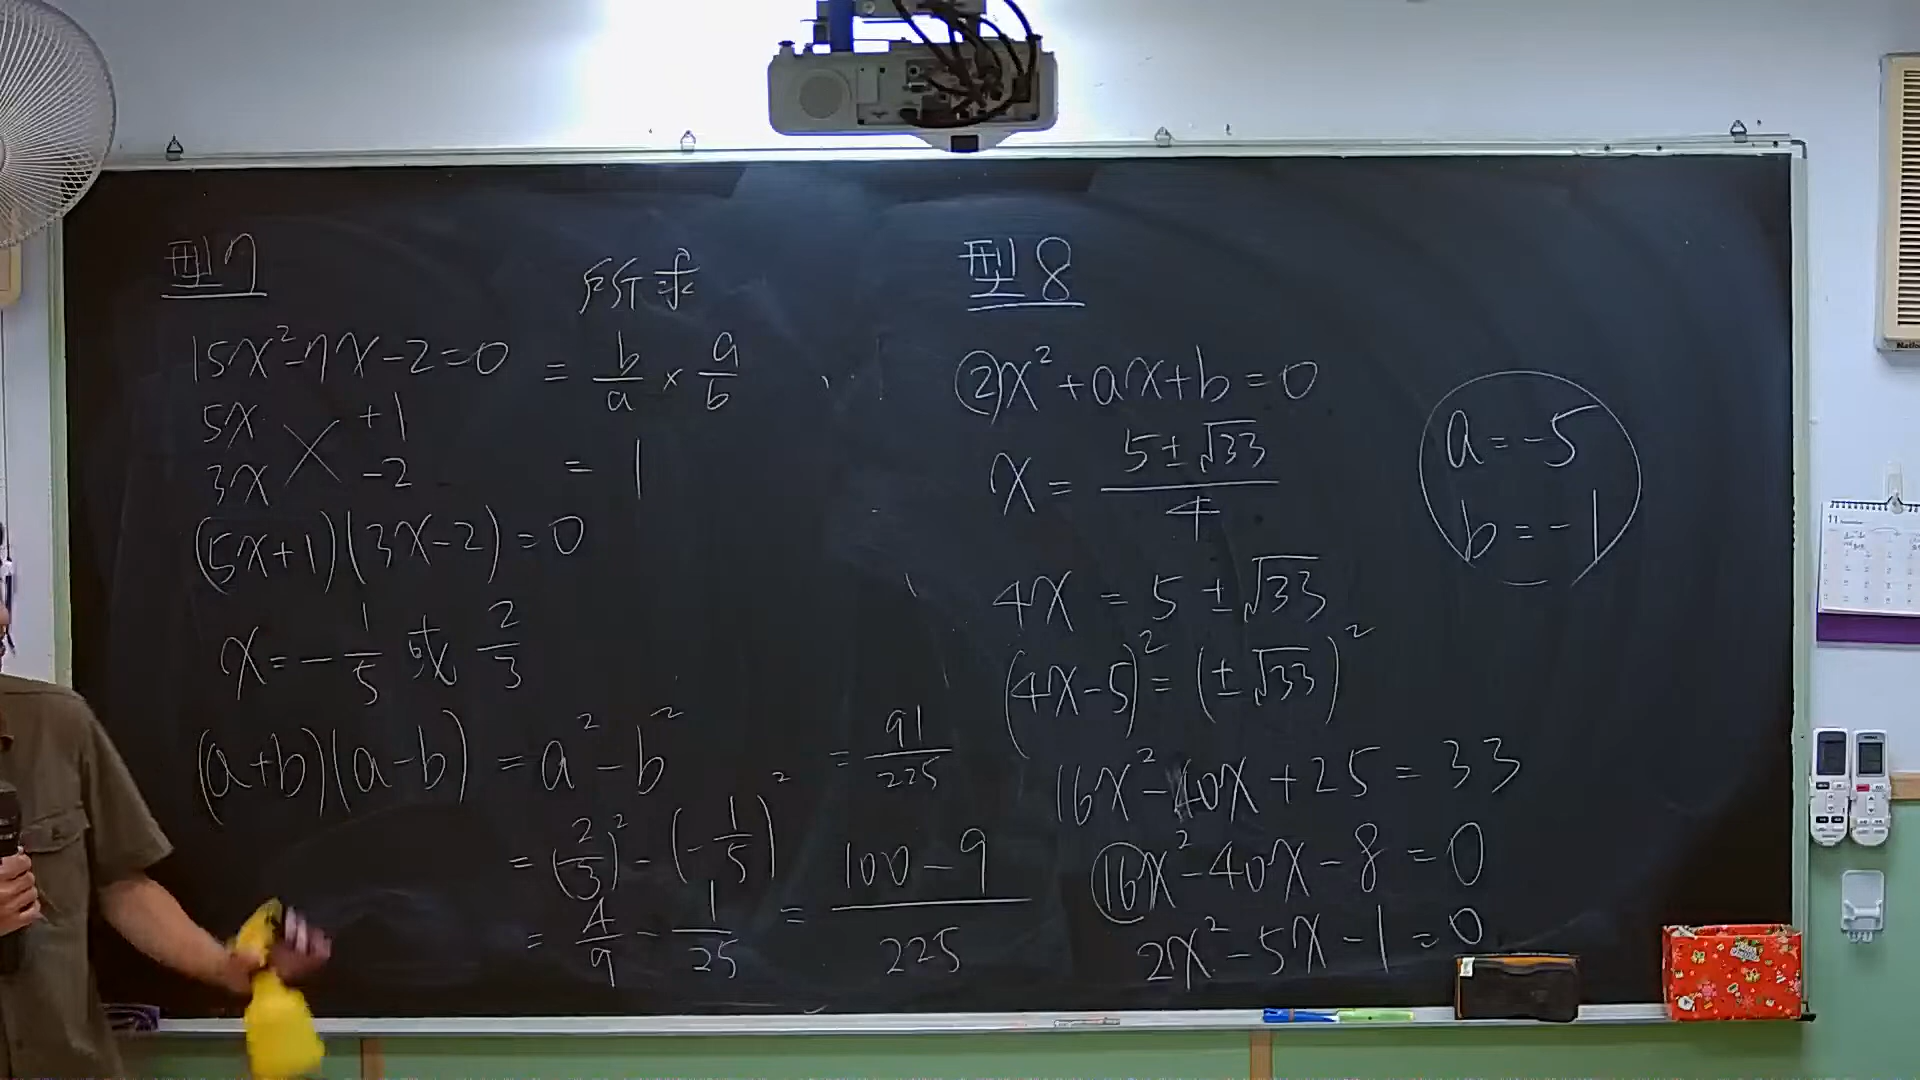 型7
15x²-7x-2=0
5x +1
3x -2
(5x+1)(3x-2)=0
x=-1/5 或 2/3
(a+b)(a-b) = a²-b²
= (2/3)² - (-1/5)²
= 4/9 - 1/25 = (100-9)/225
= 91/225
所求
= b/a × a/b
= 1
型8
②x²+ax+b=0
x = (5±√33)/4
4x = 5 ±√33
(4x-5)² = (±√33)²
16x²-40x+25=33
⑯x²-40x-8=0
2x²-5x-1=0
a=-5
b=-1
11